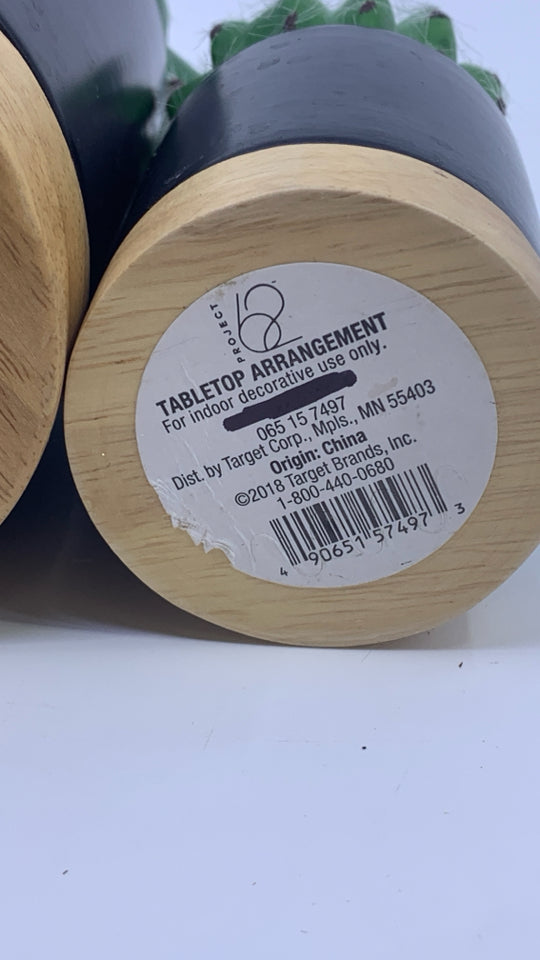 PROJECT 62
TABLETOP ARRANGEMENT
For indoor decorative use only.
065 15 7497
Dist. by Target Corp., Mpls., MN 55403
Origin: China
©2018 Target Brands, Inc.
1-800-440-0680
4 90651 57497 3